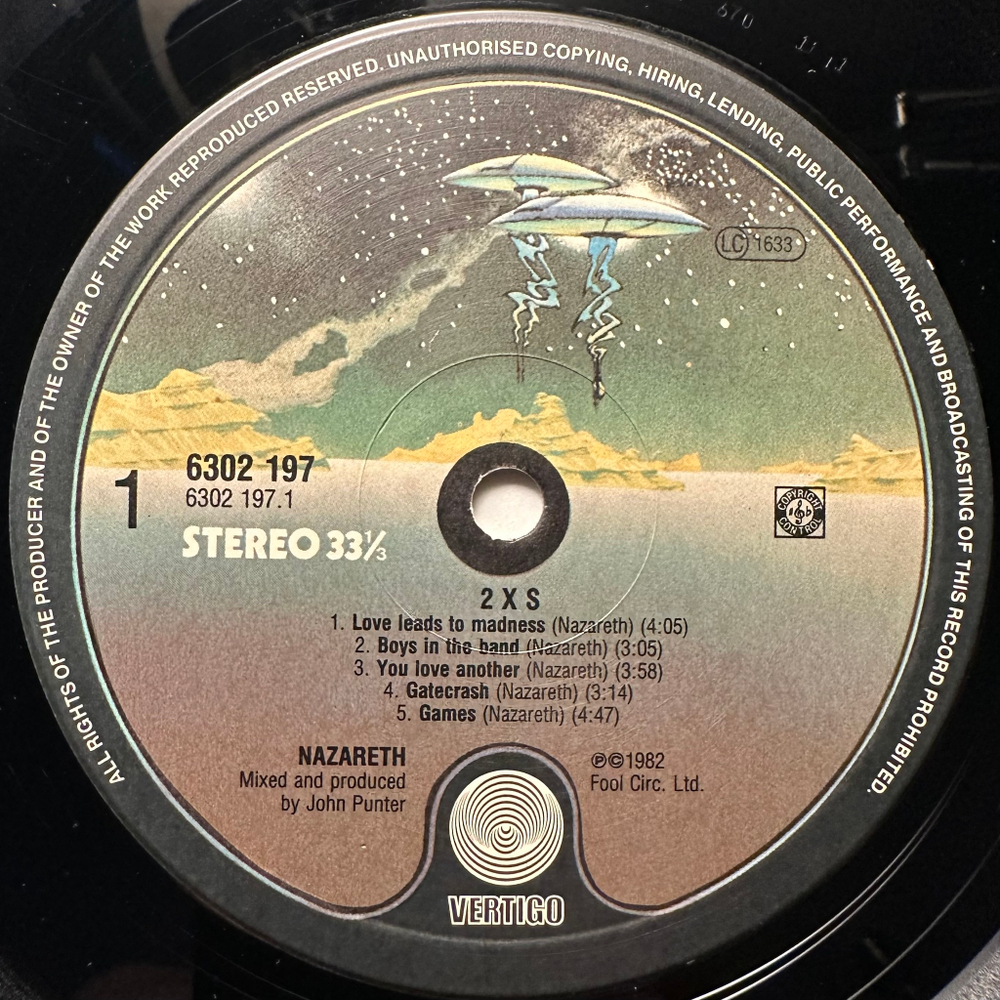 ALL RIGHTS OF THE PRODUCER AND OF THE OWNER OF THE WORK REPRODUCED RESERVED. UNAUTHORISED COPYING, HIRING, LENDING, PUBLIC PERFORMANCE AND BROADCASTING OF THIS RECORD PROHIBITED.
LC 1633
1
6302 197
6302 197.1
STEREO 33⅓
COPYRIGHT CONTROL
2 X S
1. Love leads to madness (Nazareth) (4:05)
2. Boys in the band (Nazareth) (3:05)
3. You love another (Nazareth) (3:58)
4. Gatecrash (Nazareth) (3:14)
5. Games (Nazareth) (4:47)
NAZARETH
Mixed and produced
by John Punter
℗©1982
Fool Circ. Ltd.
VERTIGO